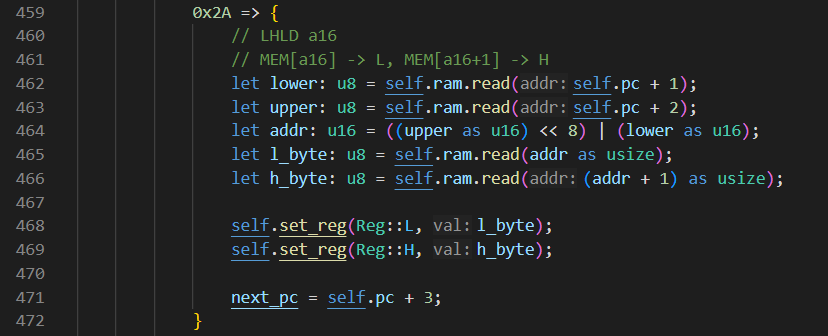 459 0x2A => {
460 // LHLD a16
461 // MEM[a16] -> L, MEM[a16+1] -> H
462 let lower: u8 = self.ram.read(addr: self.pc + 1);
463 let upper: u8 = self.ram.read(addr: self.pc + 2);
464 let addr: u16 = ((upper as u16) << 8) | (lower as u16);
465 let l_byte: u8 = self.ram.read(addr as usize);
466 let h_byte: u8 = self.ram.read(addr: (addr + 1) as usize);
467
468 self.set_reg(Reg::L, val: l_byte);
469 self.set_reg(Reg::H, val: h_byte);
470
471 next_pc = self.pc + 3;
472 }